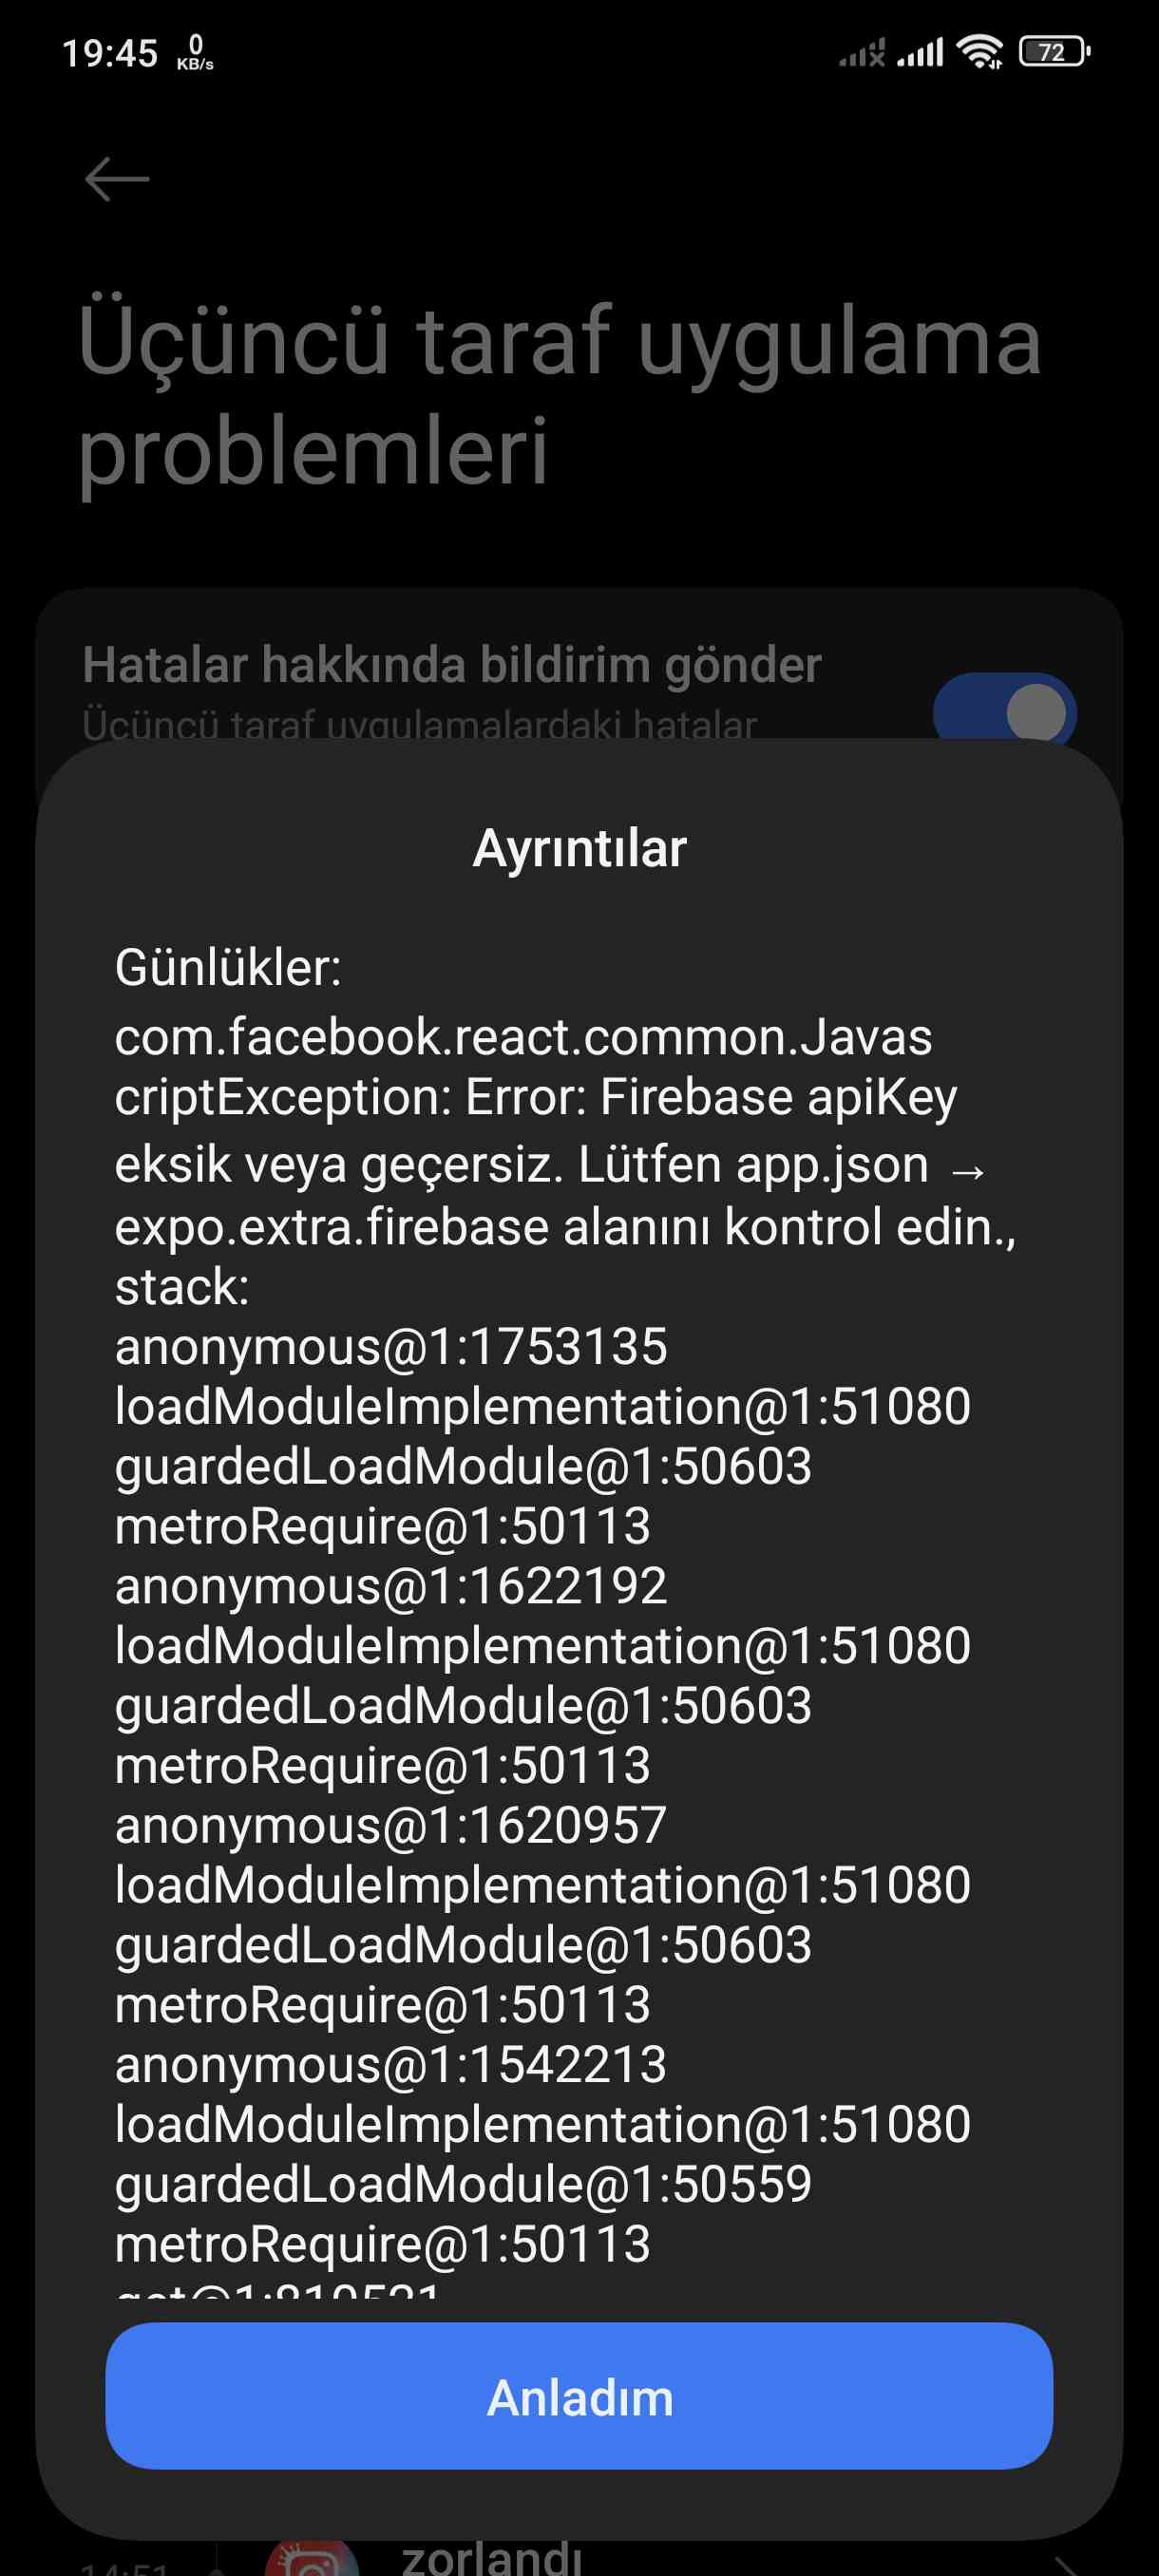 19:45 0 KB/s 72
Üçüncü taraf uygulama
problemleri
Hatalar hakkında bildirim gönder
Üçüncü taraf uygulamalardaki hatalar
Ayrıntılar
Günlükler:
com.facebook.react.common.Javas
criptException: Error: Firebase apiKey
eksik veya geçersiz. Lütfen app.json →
expo.extra.firebase alanını kontrol edin.,
stack:
anonymous@1:1753135
loadModuleImplementation@1:51080
guardedLoadModule@1:50603
metroRequire@1:50113
anonymous@1:1622192
loadModuleImplementation@1:51080
guardedLoadModule@1:50603
metroRequire@1:50113
anonymous@1:1620957
loadModuleImplementation@1:51080
guardedLoadModule@1:50603
metroRequire@1:50113
anonymous@1:1542213
loadModuleImplementation@1:51080
guardedLoadModule@1:50559
metroRequire@1:50113
Anladım
14:51 zorlandı